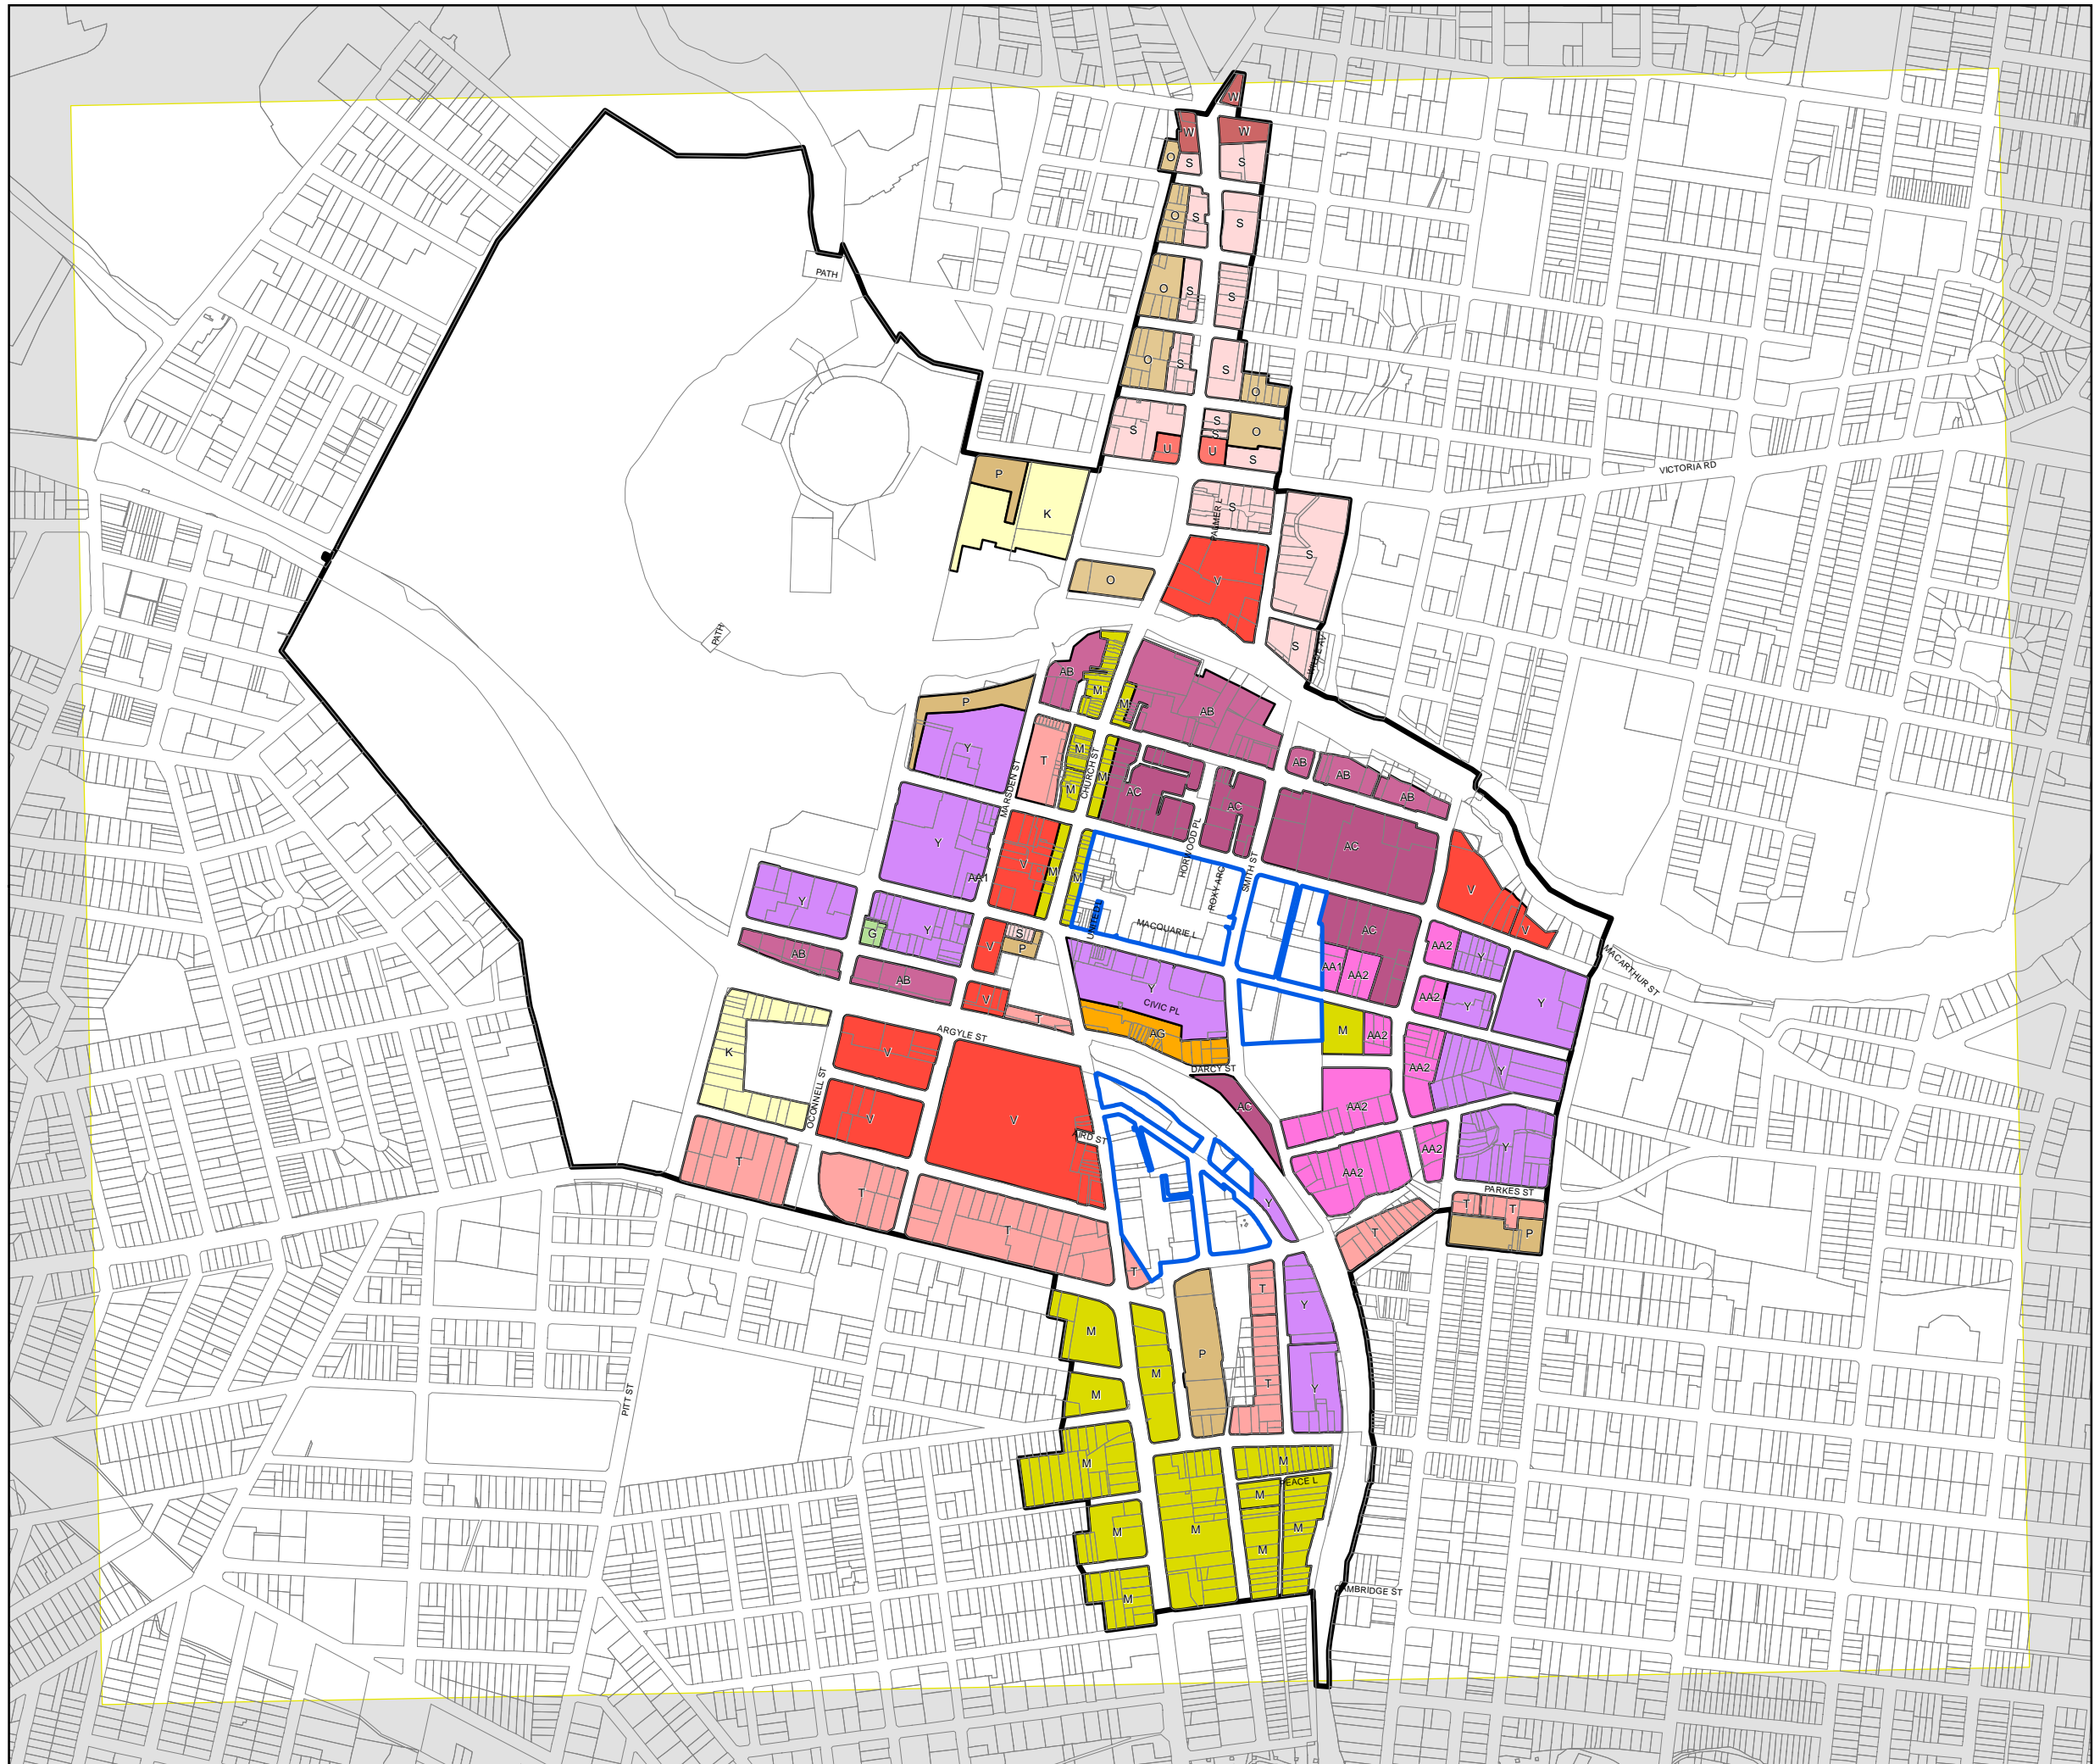 W
W
W
O
S
S
O
S
S
O
S
S
PATH
O
S
S
O
S
S
S
O
U
U
S
VICTORIA RD
P
K
PALMER L
S
S
O
V
PATH
S
AB
M
P
M
AB
Y
T
M
CHURCH ST
M
AB
AB
AB
MARSDEN ST
M
AC
AC
Y
V
M
M
HORWOOD PL
SMITH ST
AC
AA1
ROXY ARC
V
Y
G
Y
V
S
P
MACQUARIE L
AC
V
AA2
Y
MACARTHUR ST
AB
AB
AA1
AA2
Y
V
T
CIVIC PL
AA2
Y
Y
ARGYLE ST
AG
M
AA2
K
V
DARCY ST
AA2
Y
OCONNELL ST
V
V
AC
AA2
AIRD ST
T
AA2
AA2
Y
T
T
Y
PARKES ST
T
T
T
P
T
T
Y
M
P
M
M
T
Y
PITT ST
M
M
EACE L
M
M
M
M
M
M
CAMBRIDGE ST